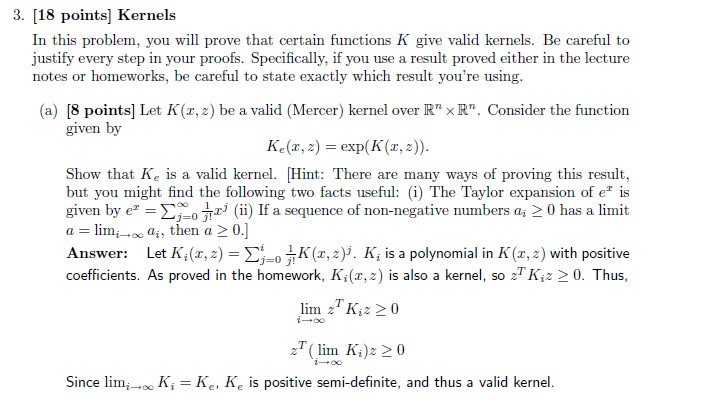 3. [18 points] Kernels
In this problem, you will prove that certain functions K give valid kernels. Be careful to
justify every step in your proofs. Specifically, if you use a result proved either in the lecture
notes or homeworks, be careful to state exactly which result you're using.
(a) [8 points] Let K(x, z) be a valid (Mercer) kernel over ℝⁿ × ℝⁿ. Consider the function
given by
Kₑ(x, z) = exp(K(x, z)).
Show that Kₑ is a valid kernel. [Hint: There are many ways of proving this result,
but you might find the following two facts useful: (i) The Taylor expansion of eˣ is
given by eˣ = ∑_{j=0}^{∞} \frac{1}{j!}x^j (ii) If a sequence of non-negative numbers aᵢ ≥ 0 has a limit
a = lim_{i→∞} aᵢ, then a ≥ 0.]
Answer: Let Kᵢ(x, z) = ∑_{j=0}^{i} \frac{1}{j!}K(x, z)^j. Kᵢ is a polynomial in K(x, z) with positive
coefficients. As proved in the homework, Kᵢ(x, z) is also a kernel, so zᵀKᵢz ≥ 0. Thus,
lim_{i→∞} zᵀKᵢz ≥ 0
zᵀ(lim_{i→∞} Kᵢ)z ≥ 0
Since lim_{i→∞} Kᵢ = Kₑ, Kₑ is positive semi-definite, and thus a valid kernel.